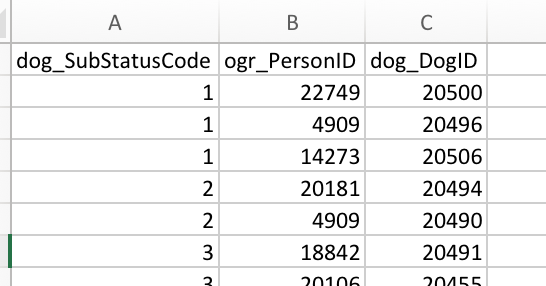 A B C
dog_SubStatusCode ogr_PersonID dog_DogID
1 22749 20500
1 4909 20496
1 14273 20506
2 20181 20494
2 4909 20490
3 18842 20491
3 20106 20455